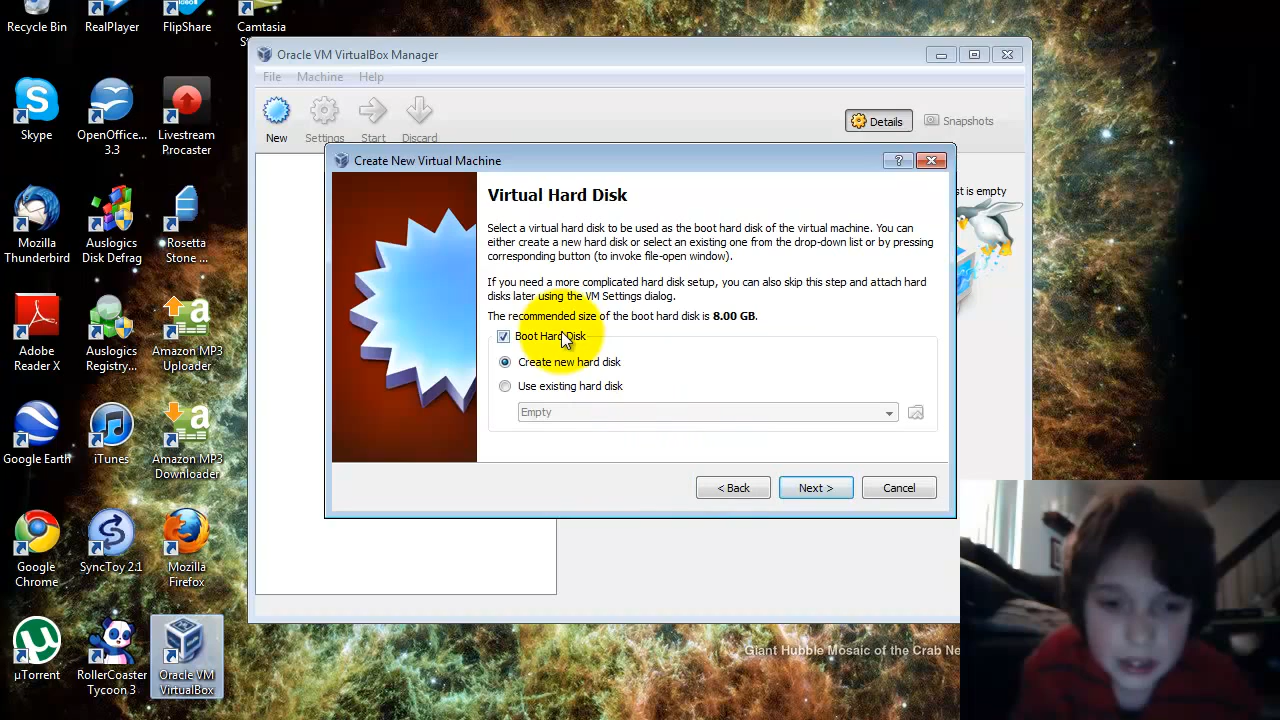 Recycle Bin
RealPlayer
FlipShare
Camtasia
Oracle VM VirtualBox Manager
File Machine Help
New
Settings
Start
Discard
Details
Snapshots
Skype
OpenOffice... 3.3
Livestream Procaster
Create New Virtual Machine
Virtual Hard Disk
st is empty
Select a virtual hard disk to be used as the boot hard disk of the virtual machine. You can
either create a new hard disk or select an existing one from the drop-down list or by pressing
corresponding button (to invoke file-open window).
If you need a more complicated hard disk setup, you can also skip this step and attach hard
disks later using the VM Settings dialog.
The recommended size of the boot hard disk is 8.00 GB.
Boot Hard Disk
Create new hard disk
Use existing hard disk
Empty
< Back
Next >
Cancel
Mozilla Thunderbird
Auslogics Disk Defrag
Rosetta Stone ...
Adobe Reader X
Auslogics Registry...
Amazon MP3 Uploader
Google Earth
iTunes
Amazon MP3 Downloader
Google Chrome
SyncToy 2.1
Mozilla Firefox
µTorrent
RollerCoaster Tycoon 3
Oracle VM VirtualBox
Giant Hubble Mosaic of the Crab Ne